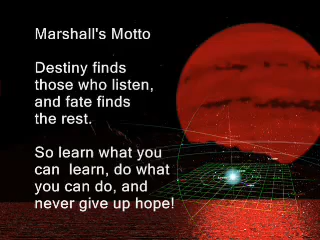 Marshall's Motto
Destiny finds
those who listen,
and fate finds
the rest.
So learn what you
can learn, do what
you can do, and
never give up hope!